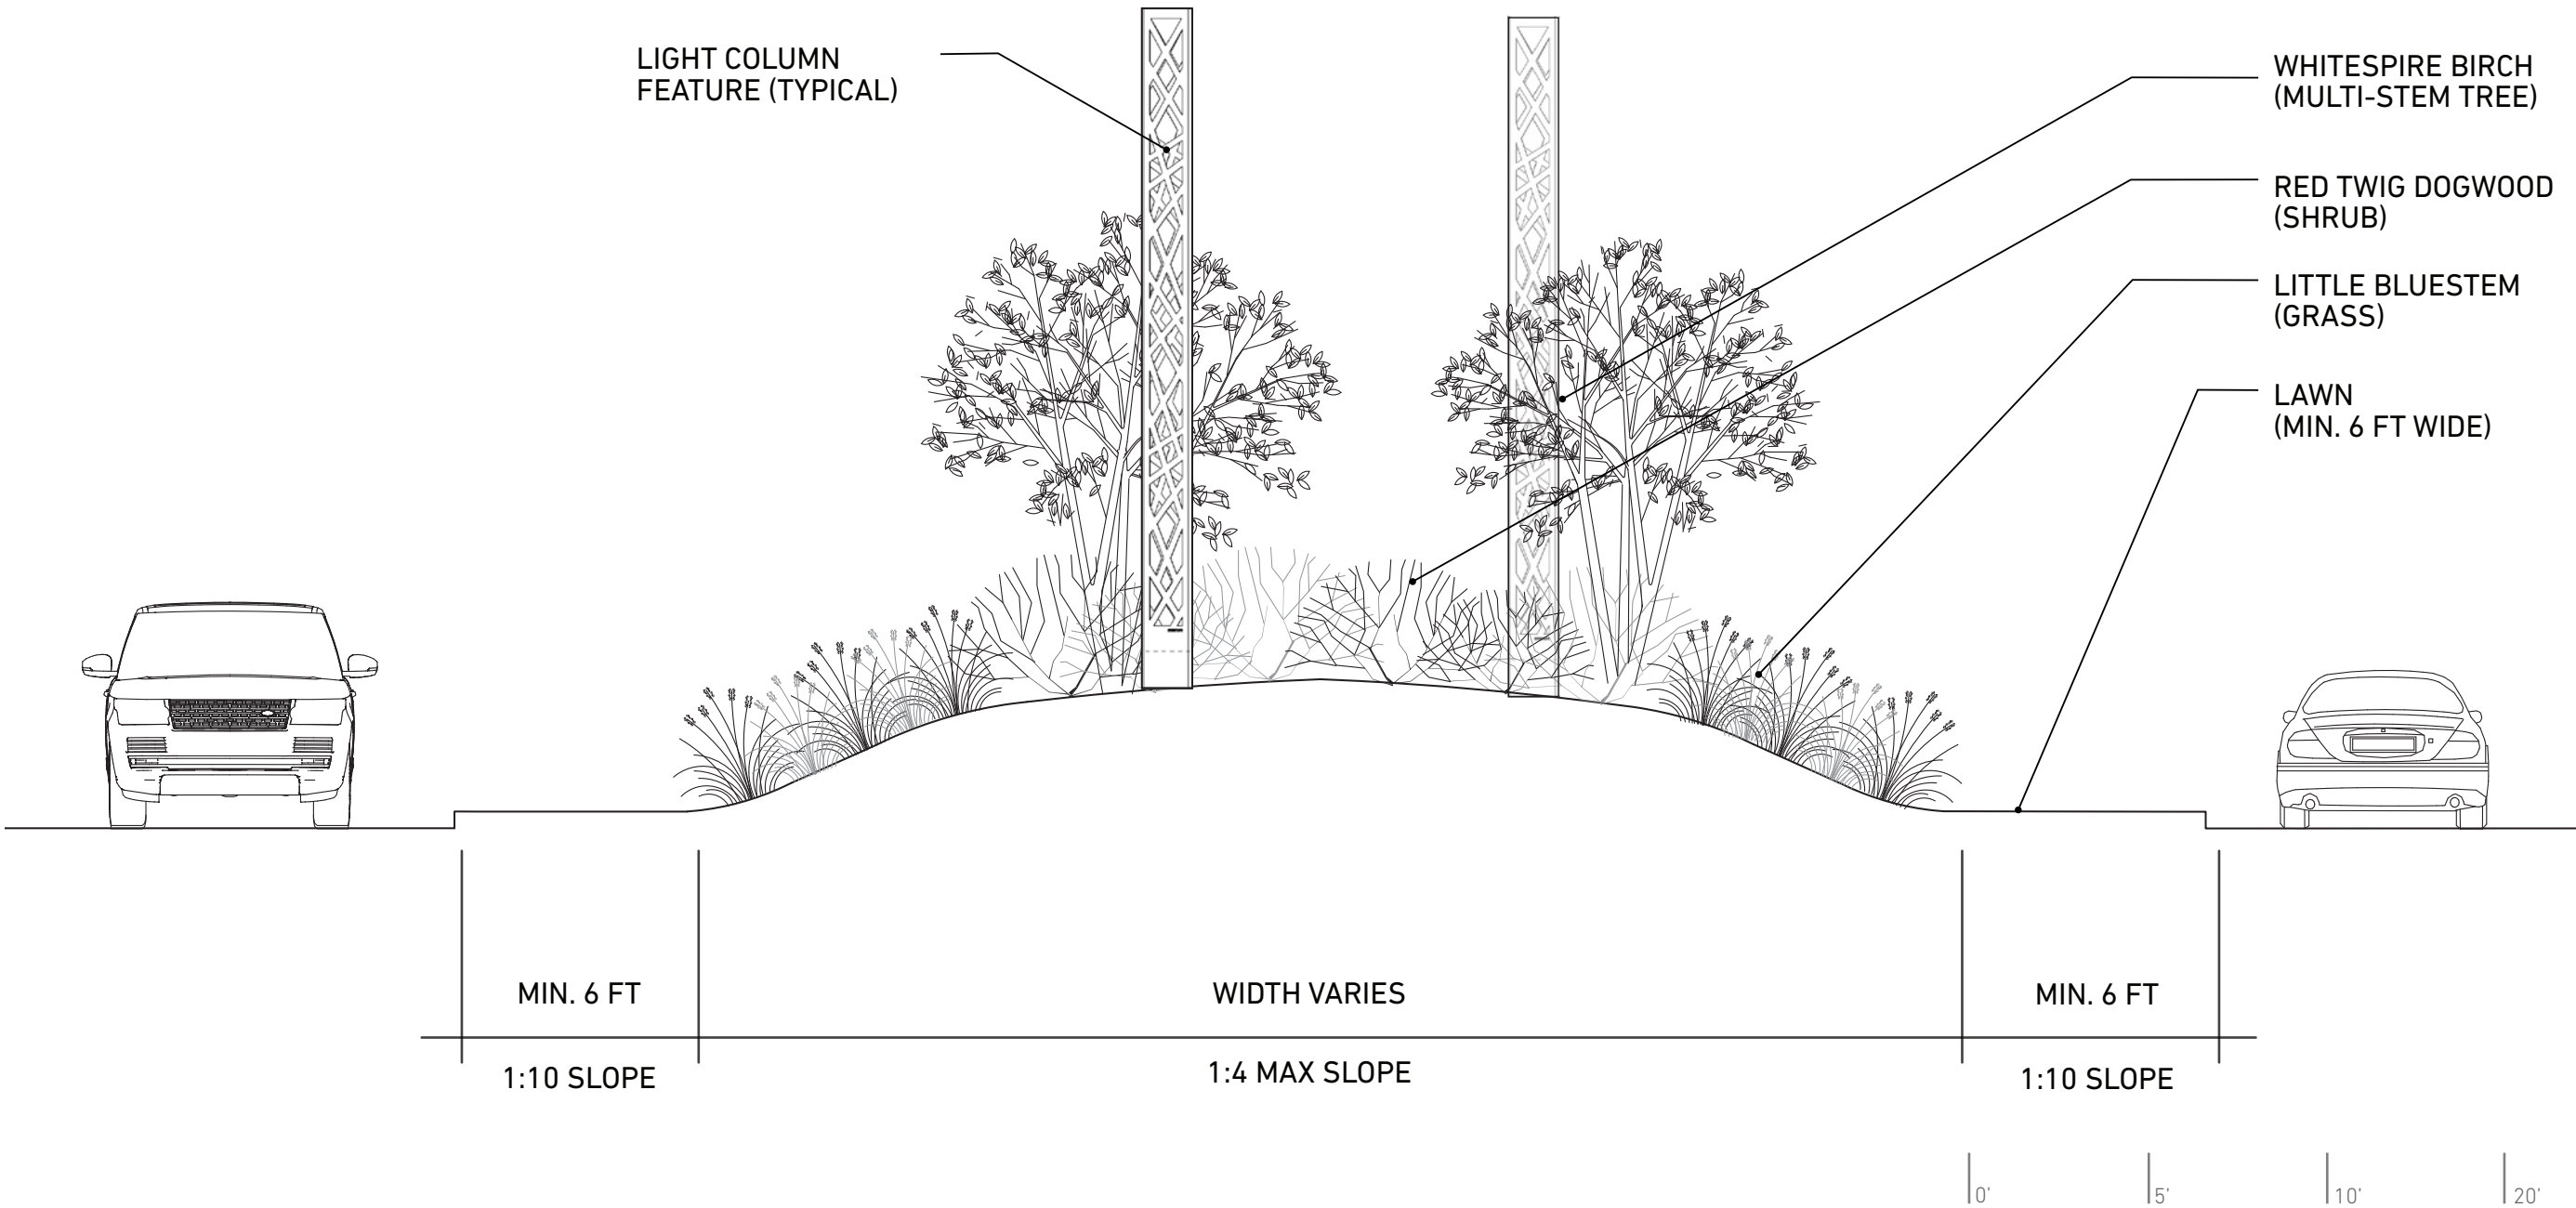 LIGHT COLUMN
FEATURE (TYPICAL)
WHITESPIRE BIRCH
(MULTI-STEM TREE)
RED TWIG DOGWOOD
(SHRUB)
LITTLE BLUESTEM
(GRASS)
LAWN
(MIN. 6 FT WIDE)
MIN. 6 FT
WIDTH VARIES
MIN. 6 FT
1:10 SLOPE
1:4 MAX SLOPE
1:10 SLOPE
0' 5' 10' 20'